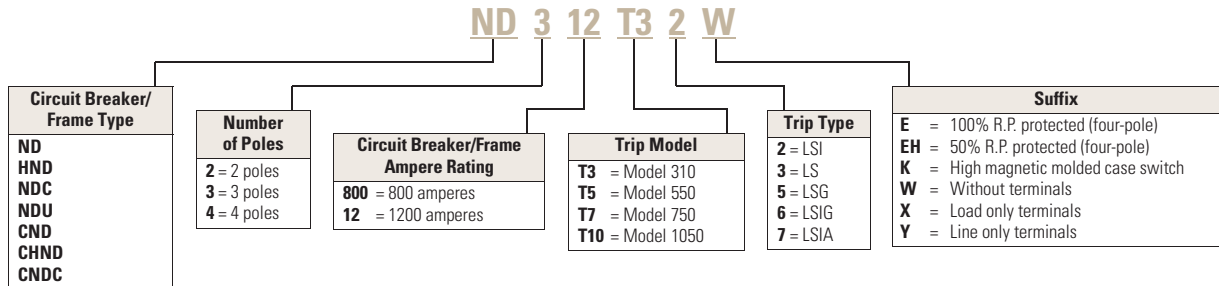 ND 3 12 T3 2 W
Circuit Breaker/
Frame Type
ND
HND
NDC
NDU
CND
CHND
CNDC
Number
of Poles
2 = 2 poles
3 = 3 poles
4 = 4 poles
Circuit Breaker/Frame
Ampere Rating
800 = 800 amperes
12 = 1200 amperes
Trip Model
T3 = Model 310
T5 = Model 550
T7 = Model 750
T10 = Model 1050
Trip Type
2 = LSI
3 = LS
5 = LSG
6 = LSIG
7 = LSIA
Suffix
E = 100% R.P. protected (four-pole)
EH = 50% R.P. protected (four-pole)
K = High magnetic molded case switch
W = Without terminals
X = Load only terminals
Y = Line only terminals